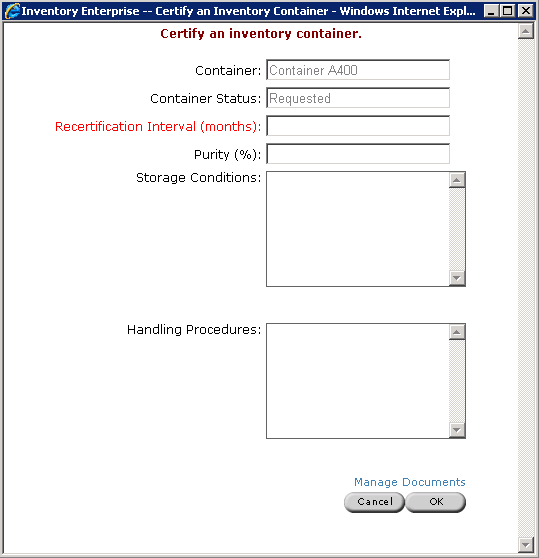 Inventory Enterprise -- Certify an Inventory Container - Windows Internet Expl...
Certify an inventory container.
Container: Container A400
Container Status: Requested
Recertification Interval (months):
Purity (%):
Storage Conditions:
Handling Procedures:
Manage Documents
Cancel OK